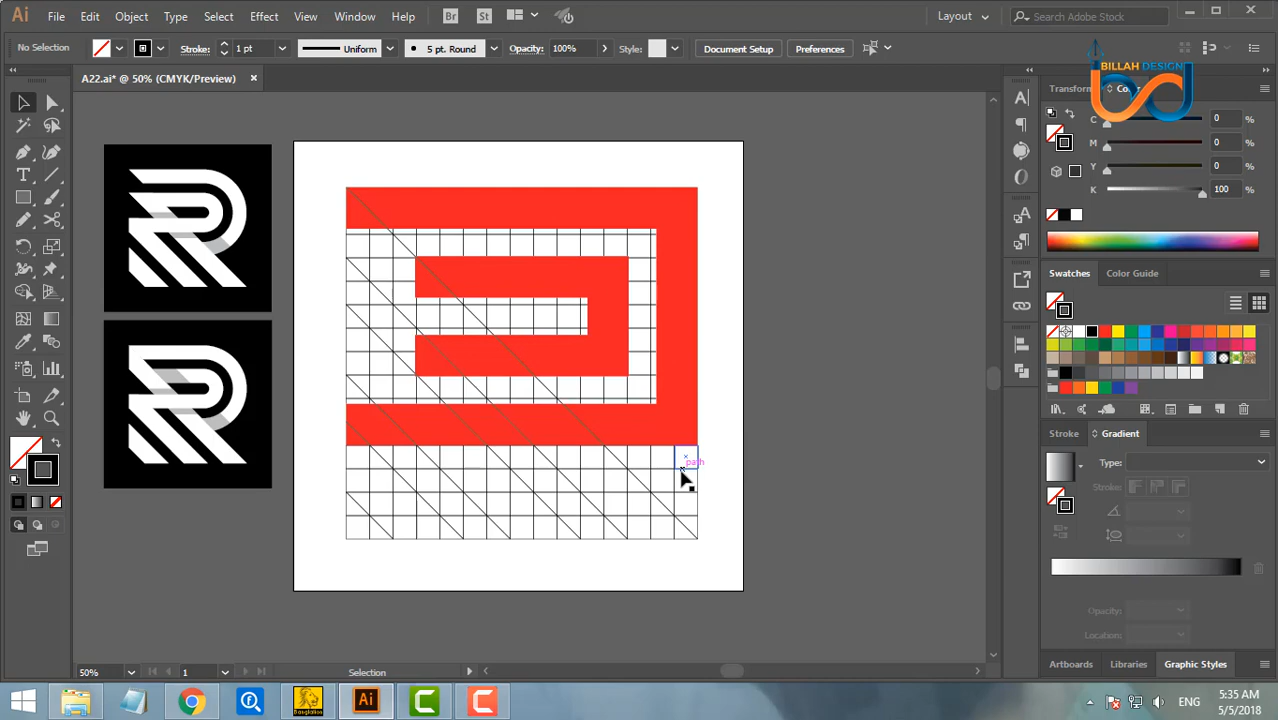 Ai File Edit Object Type Select Effect View Window Help Br St Layout Search Adobe Stock
No Selection Stroke: 1 pt Uniform 5 pt. Round Opacity: 100% Style: Document Setup Preferences
BILLAH DESIGN
A22.ai* @ 50% (CMYK/Preview)
Transform Color
C 0 %
M 0 %
Y 0 %
K 100 %
Swatches Color Guide
Stroke Gradient
path
Type:
Stroke:
Opacity:
Location:
50% 1 Selection
Artboards Libraries Graphic Styles
Ai ENG 5:35 AM
5/5/2018